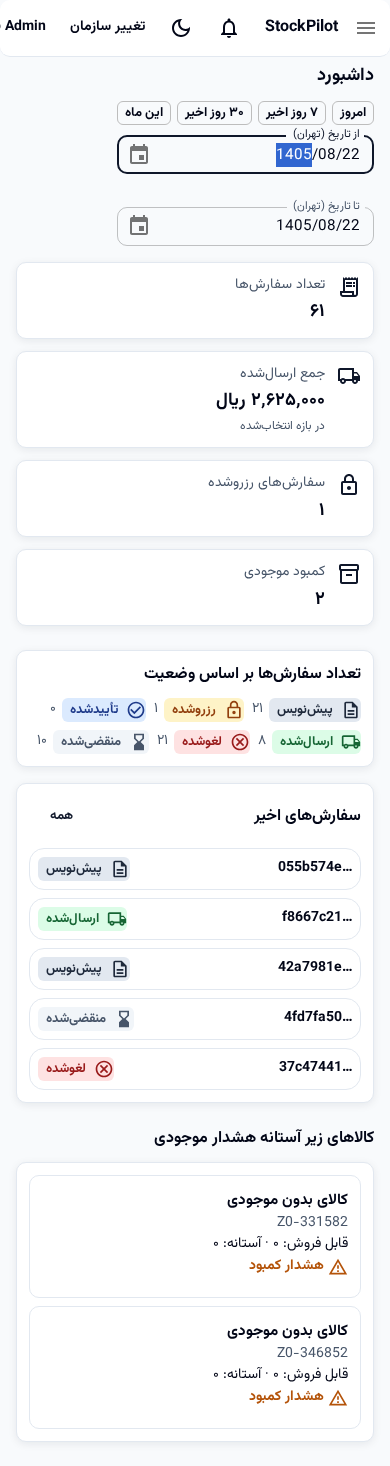 StockPilot تغییر سازمان Admin
داشبورد
امروز ۷ روز اخیر ۳۰ روز اخیر این ماه
از تاریخ (تهران)
1405/08/22
تا تاریخ (تهران)
1405/08/22
تعداد سفارش‌ها
۶۱
جمع ارسال‌شده
۲,۶۲۵,۰۰۰ ریال
در بازه انتخاب‌شده
سفارش‌های رزروشده
۱
کمبود موجودی
۲
تعداد سفارش‌ها بر اساس وضعیت
پیش‌نویس ۲۱ رزروشده ۱ تأییدشده ۰
ارسال‌شده ۸ لغوشده ۲۱ منقضی‌شده ۱۰
سفارش‌های اخیر همه
055b574e… پیش‌نویس
f8667c21… ارسال‌شده
42a7981e… پیش‌نویس
4fd7fa50… منقضی‌شده
37c47441… لغوشده
کالاهای زیر آستانه هشدار موجودی
کالای بدون موجودی
Z0-331582
قابل فروش: ۰ · آستانه: ۰
هشدار کمبود
کالای بدون موجودی
Z0-346852
قابل فروش: ۰ · آستانه: ۰
هشدار کمبود